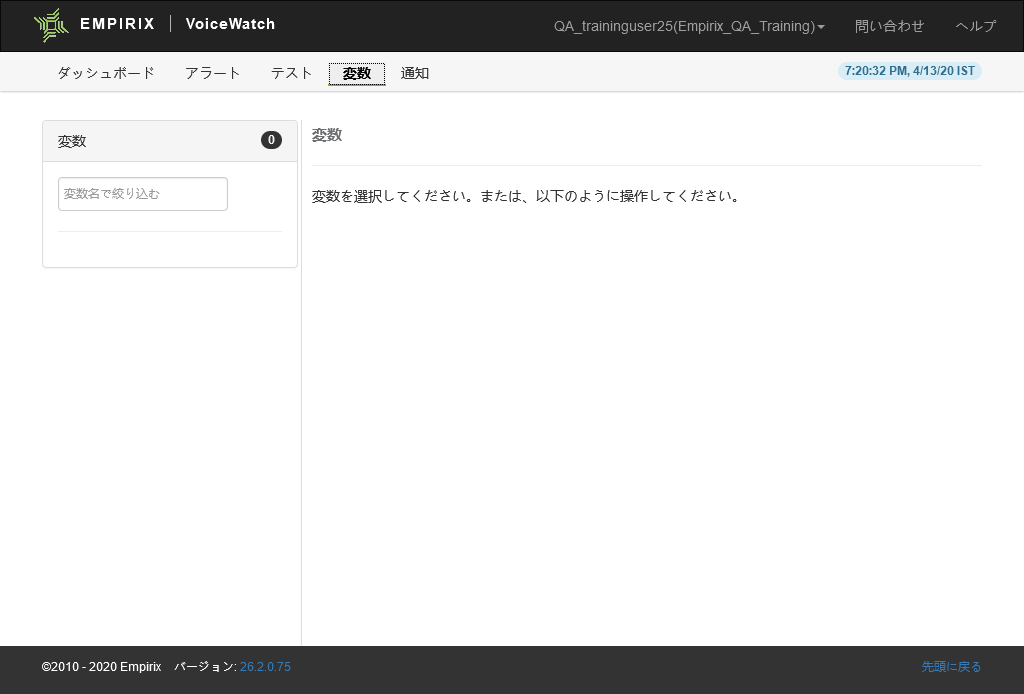 EMPIRIX | VoiceWatch
QA_traininguser25(Empirix_QA_Training) 問い合わせ ヘルプ
ダッシュボード アラート テスト 変数 通知 7:20:32 PM, 4/13/20 IST
変数 0
変数名で絞り込む
変数
変数を選択してください。または、以下のように操作してください。
©2010 - 2020 Empirix バージョン: 26.2.0.75 先頭に戻る